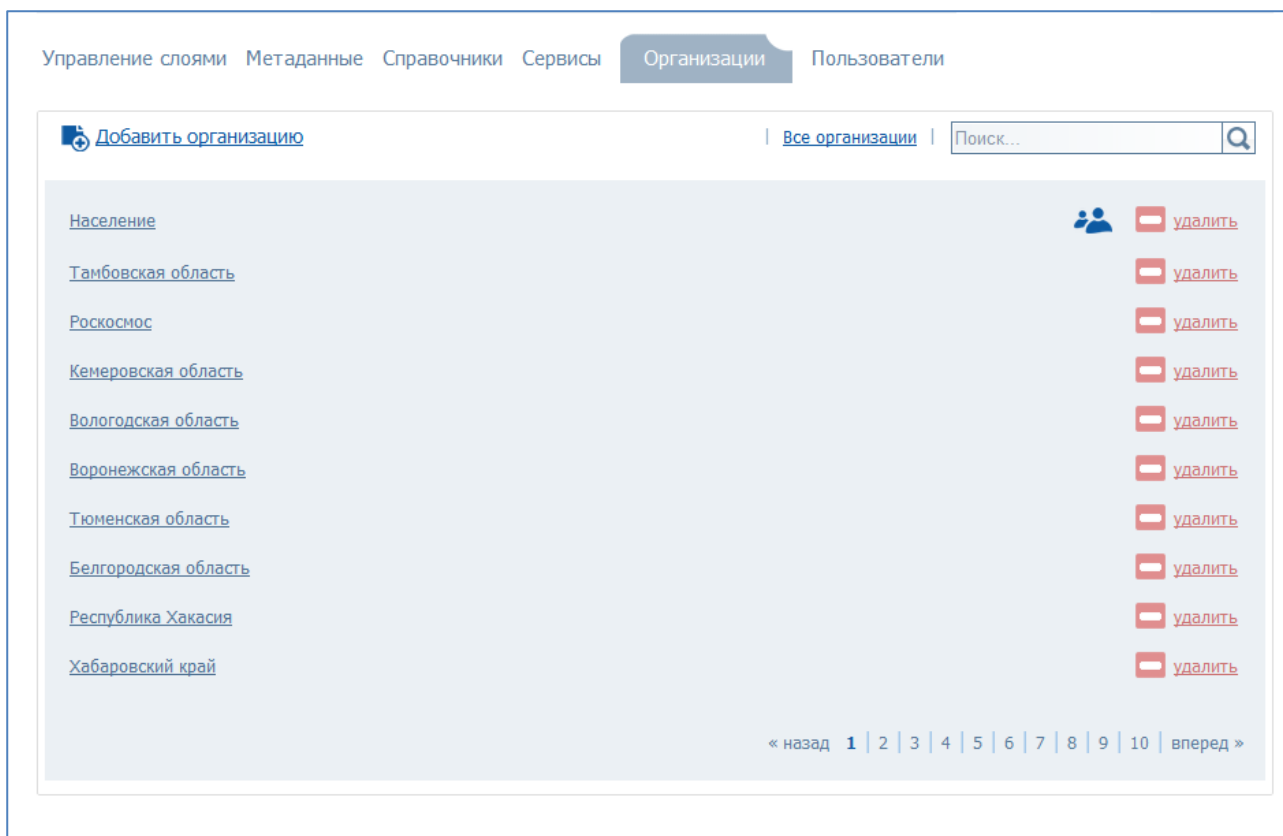 Управление слоями Метаданные Справочники Сервисы Организации Пользователи
Добавить организацию | Все организации | Поиск...
Население удалить
Тамбовская область удалить
Роскосмос удалить
Кемеровская область удалить
Вологодская область удалить
Воронежская область удалить
Тюменская область удалить
Белгородская область удалить
Республика Хакасия удалить
Хабаровский край удалить
« назад 1 | 2 | 3 | 4 | 5 | 6 | 7 | 8 | 9 | 10 | вперед »